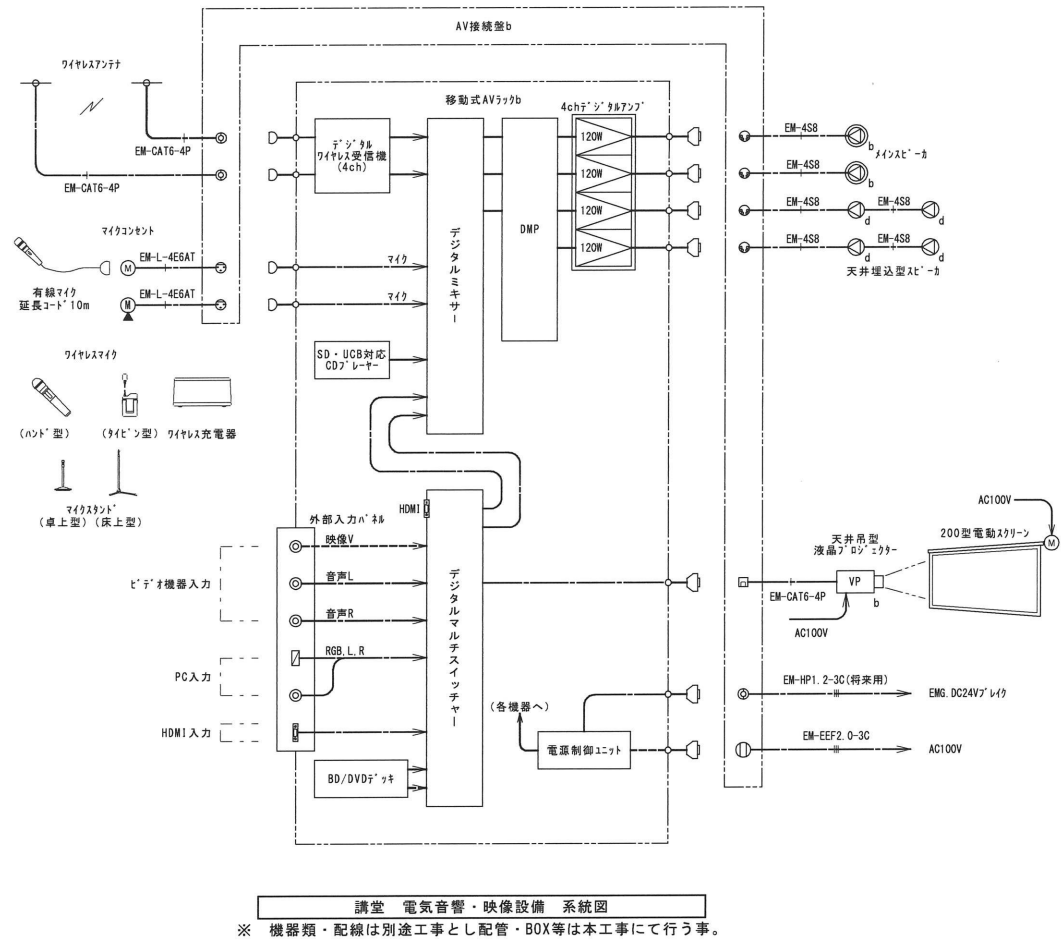 AV接続盤b
ワイヤレスアンテナ
移動式AVラックb
4chデジタルアンプ
EM-CAT6-4P
EM-CAT6-4P
デジタル
ワイヤレス受信機
(4ch)
120W
120W
120W
120W
DMP
デジタルミキサー
EM-4S8
b
メインスピーカ
EM-4S8
b
EM-4S8
EM-4S8
d
d
EM-4S8
EM-4S8
d
d
天井埋込型スピーカ
マイクコンセント
EM-L-4E6AT
M
EM-L-4E6AT
M
有線マイク
延長コード10m
マイク
マイク
SD・UCB対応
CDプレーヤー
ワイヤレスマイク
(ハンド型)
(タイピン型)
ワイヤレス充電器
マイクスタンド
(卓上型)
(床上型)
HDMI
外部入力パネル
映像V
音声L
音声R
RGB,L,R
ビデオ機器入力
PC入力
HDMI入力
BD/DVDデッキ
デジタルマルチスイッチャー
(各機器へ)
電源制御ユニット
AC100V
200型電動スクリーン
M
天井吊型
液晶プロジェクター
VP
b
EM-CAT6-4P
AC100V
EM-HP1.2-3C(将来用)
EMG.DC24Vブレイク
EM-EEF2.0-3C
AC100V
講堂 電気音響・映像設備 系統図
※ 機器類・配線は別途工事とし配管・BOX等は本工事にて行う事。